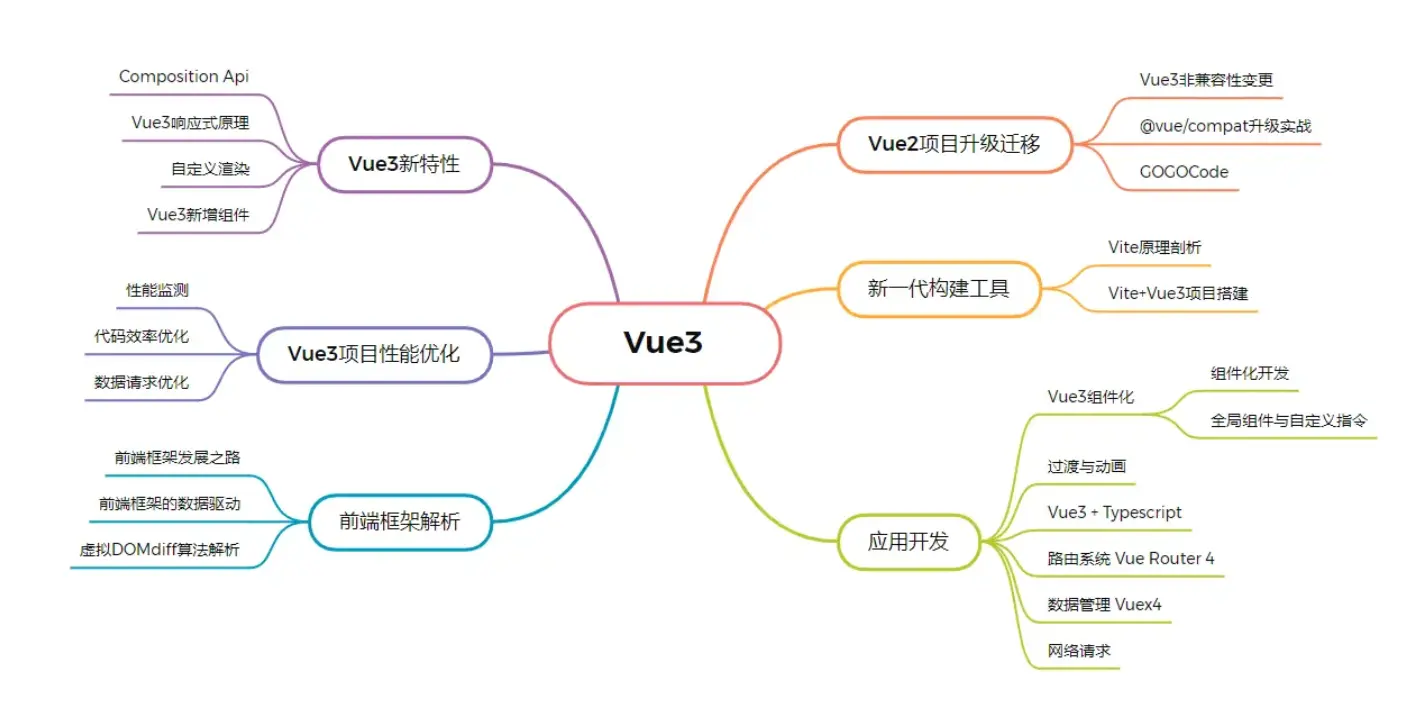 Vue3
Vue3新特性
Composition Api
Vue3响应式原理
自定义渲染
Vue3新增组件
Vue3项目性能优化
性能监测
代码效率优化
数据请求优化
前端框架解析
前端框架发展之路
前端框架的数据驱动
虚拟DOMdiff算法解析
Vue2项目升级迁移
Vue3非兼容性变更
@vue/compat升级实战
GOGOCode
新一代构建工具
Vite原理剖析
Vite+Vue3项目搭建
应用开发
Vue3组件化
组件化开发
全局组件与自定义指令
过渡与动画
Vue3 + Typescript
路由系统 Vue Router 4
数据管理 Vuex4
网络请求